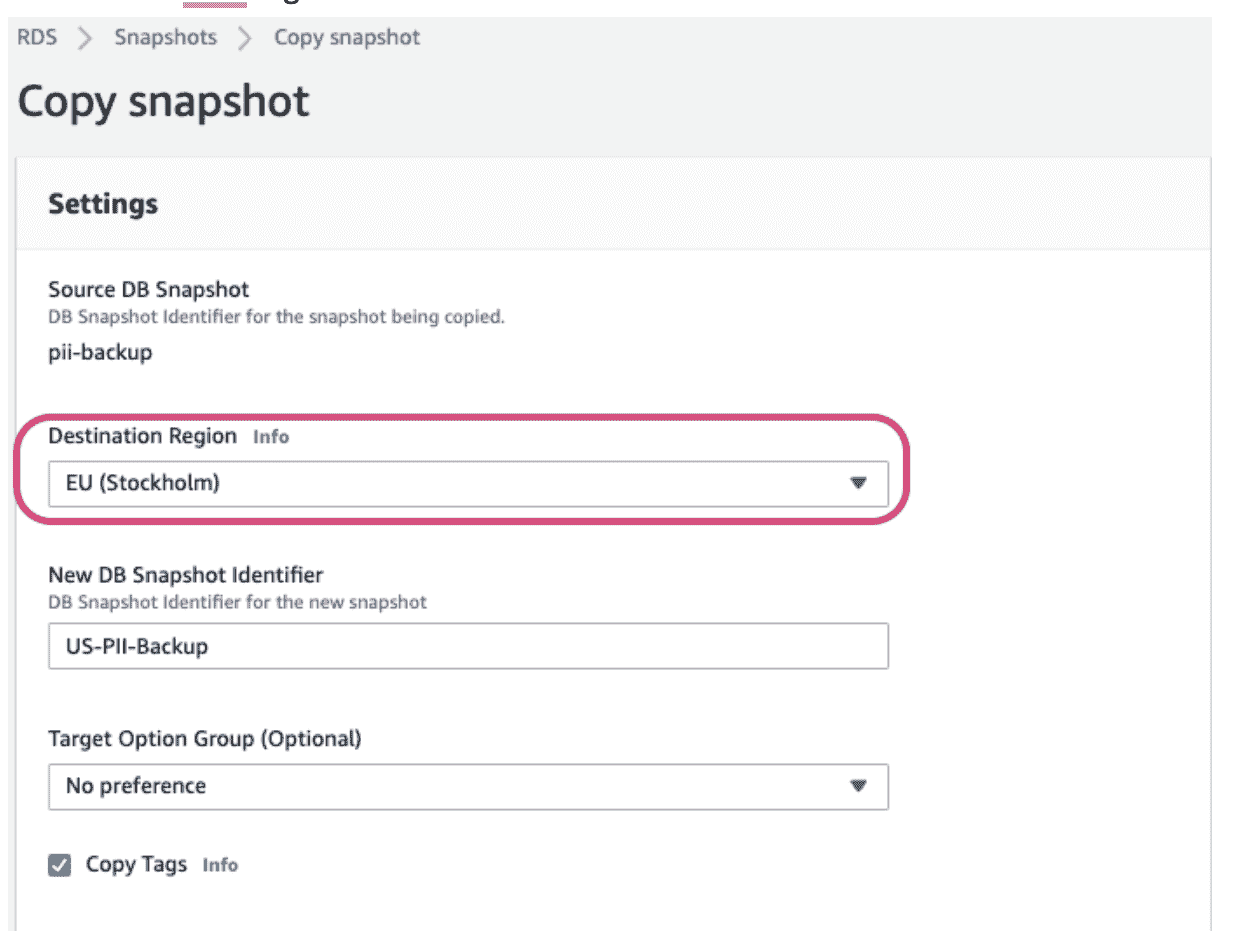 RDS > Snapshots > Copy snapshot
Copy snapshot
Settings
Source DB Snapshot
DB Snapshot Identifier for the snapshot being copied.
pii-backup
Destination Region Info
EU (Stockholm)
New DB Snapshot Identifier
DB Snapshot Identifier for the new snapshot
US-PII-Backup
Target Option Group (Optional)
No preference
Copy Tags Info